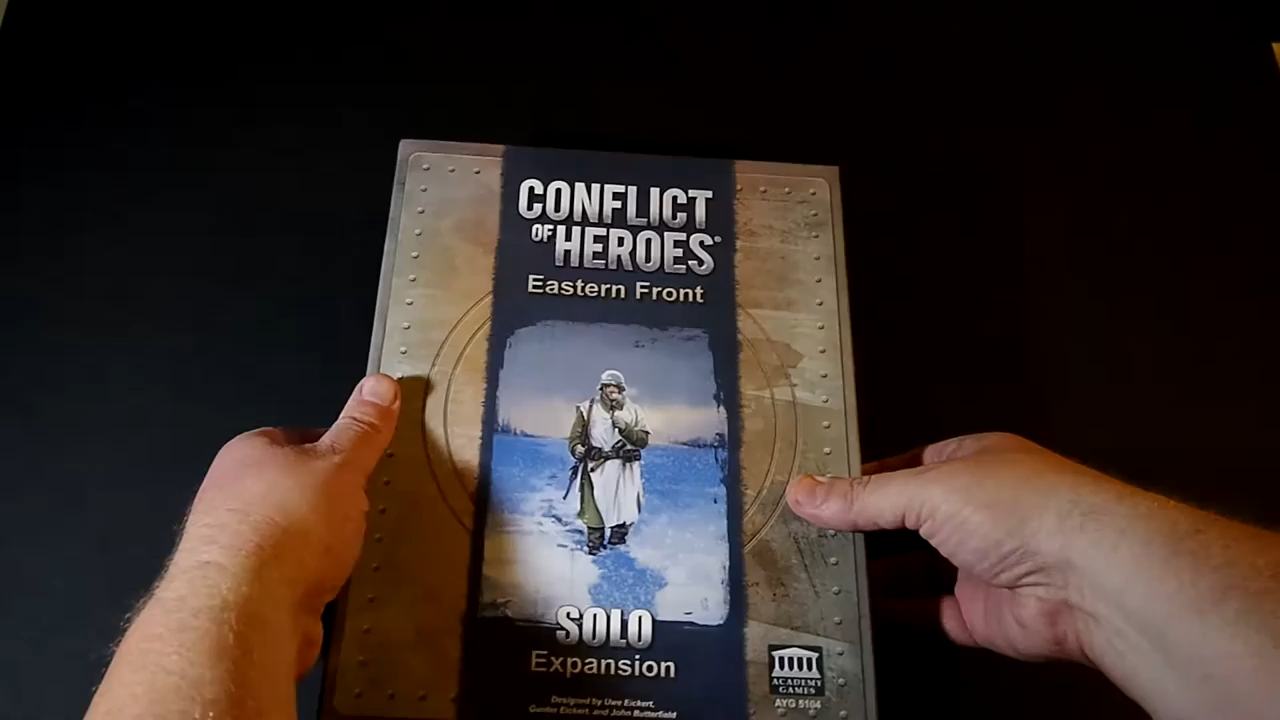 CONFLICT
OF HEROES®
Eastern Front
SOLO
Expansion
Designed by Uwe Eickert,
Gunter Eickert, and John Butterfield
ACADEMY
GAMES
AYG 5104